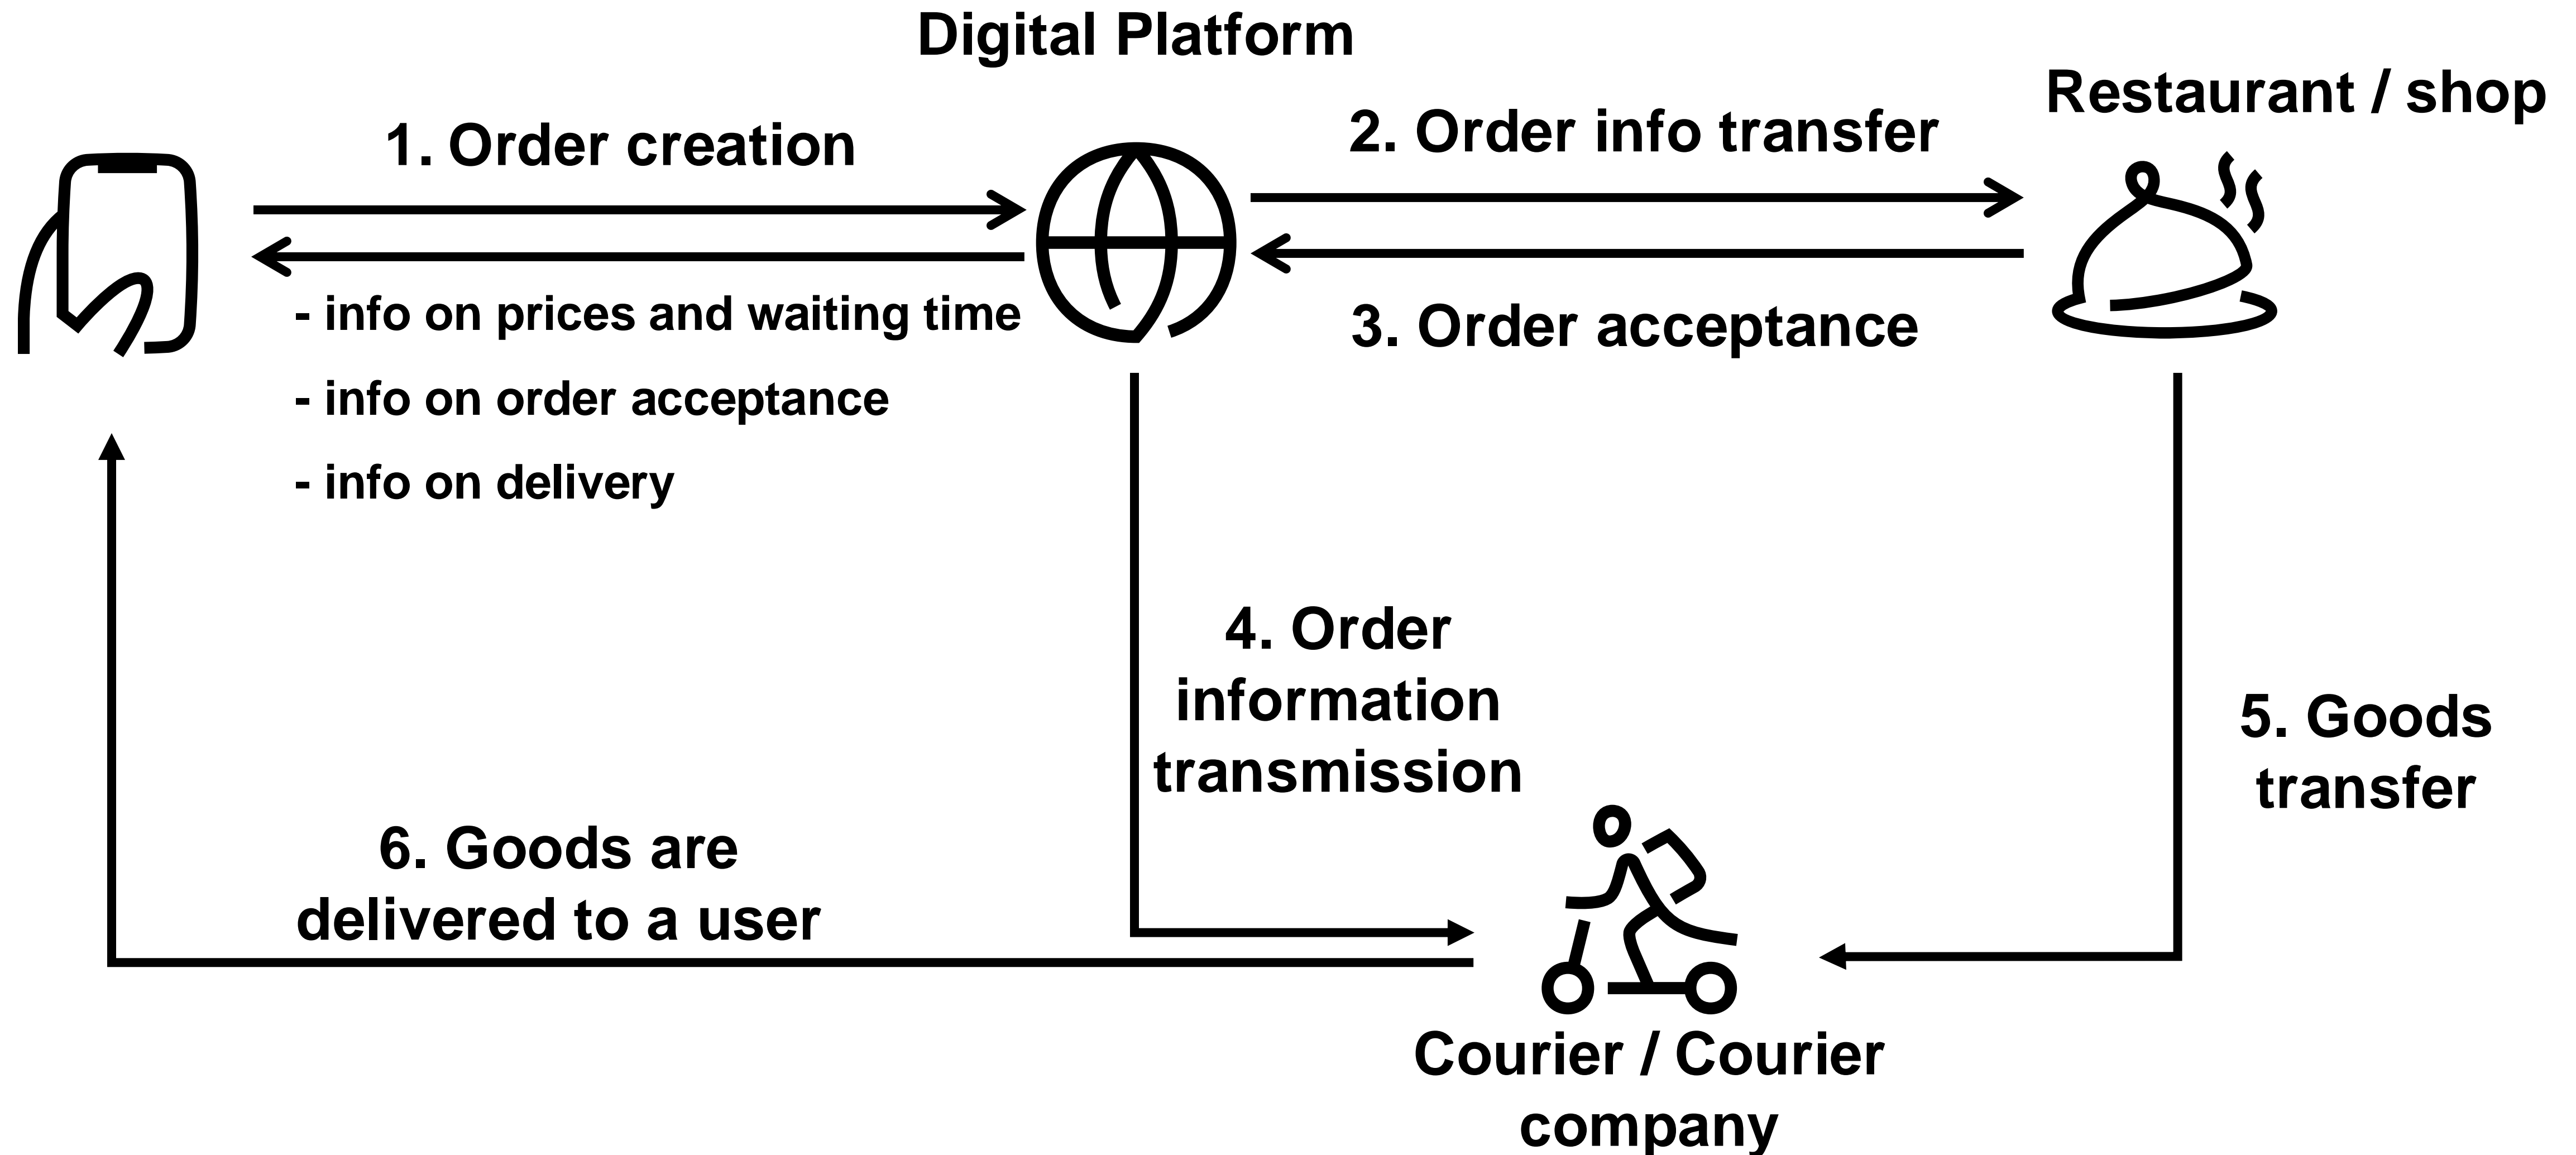 Digital Platform
Restaurant / shop
1. Order creation
2. Order info transfer
- info on prices and waiting time
- info on order acceptance
- info on delivery
3. Order acceptance
4. Order
information
transmission
5. Goods
transfer
6. Goods are
delivered to a user
Courier / Courier
company